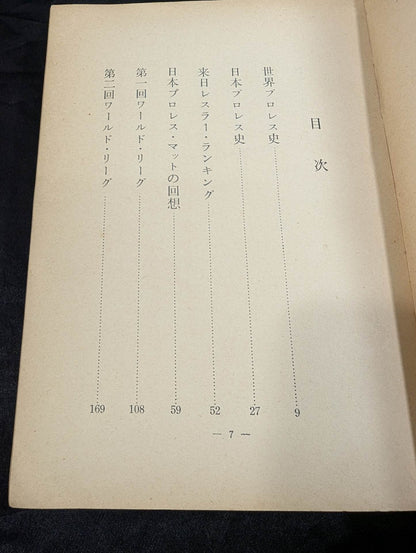 目次
世界プロレス史 9
日本プロレス史 27
来日レスラー・ランキング 52
日本プロレス・マットの回想 59
第一回ワールド・リーグ 108
第二回ワールド・リーグ 169
— 7 —